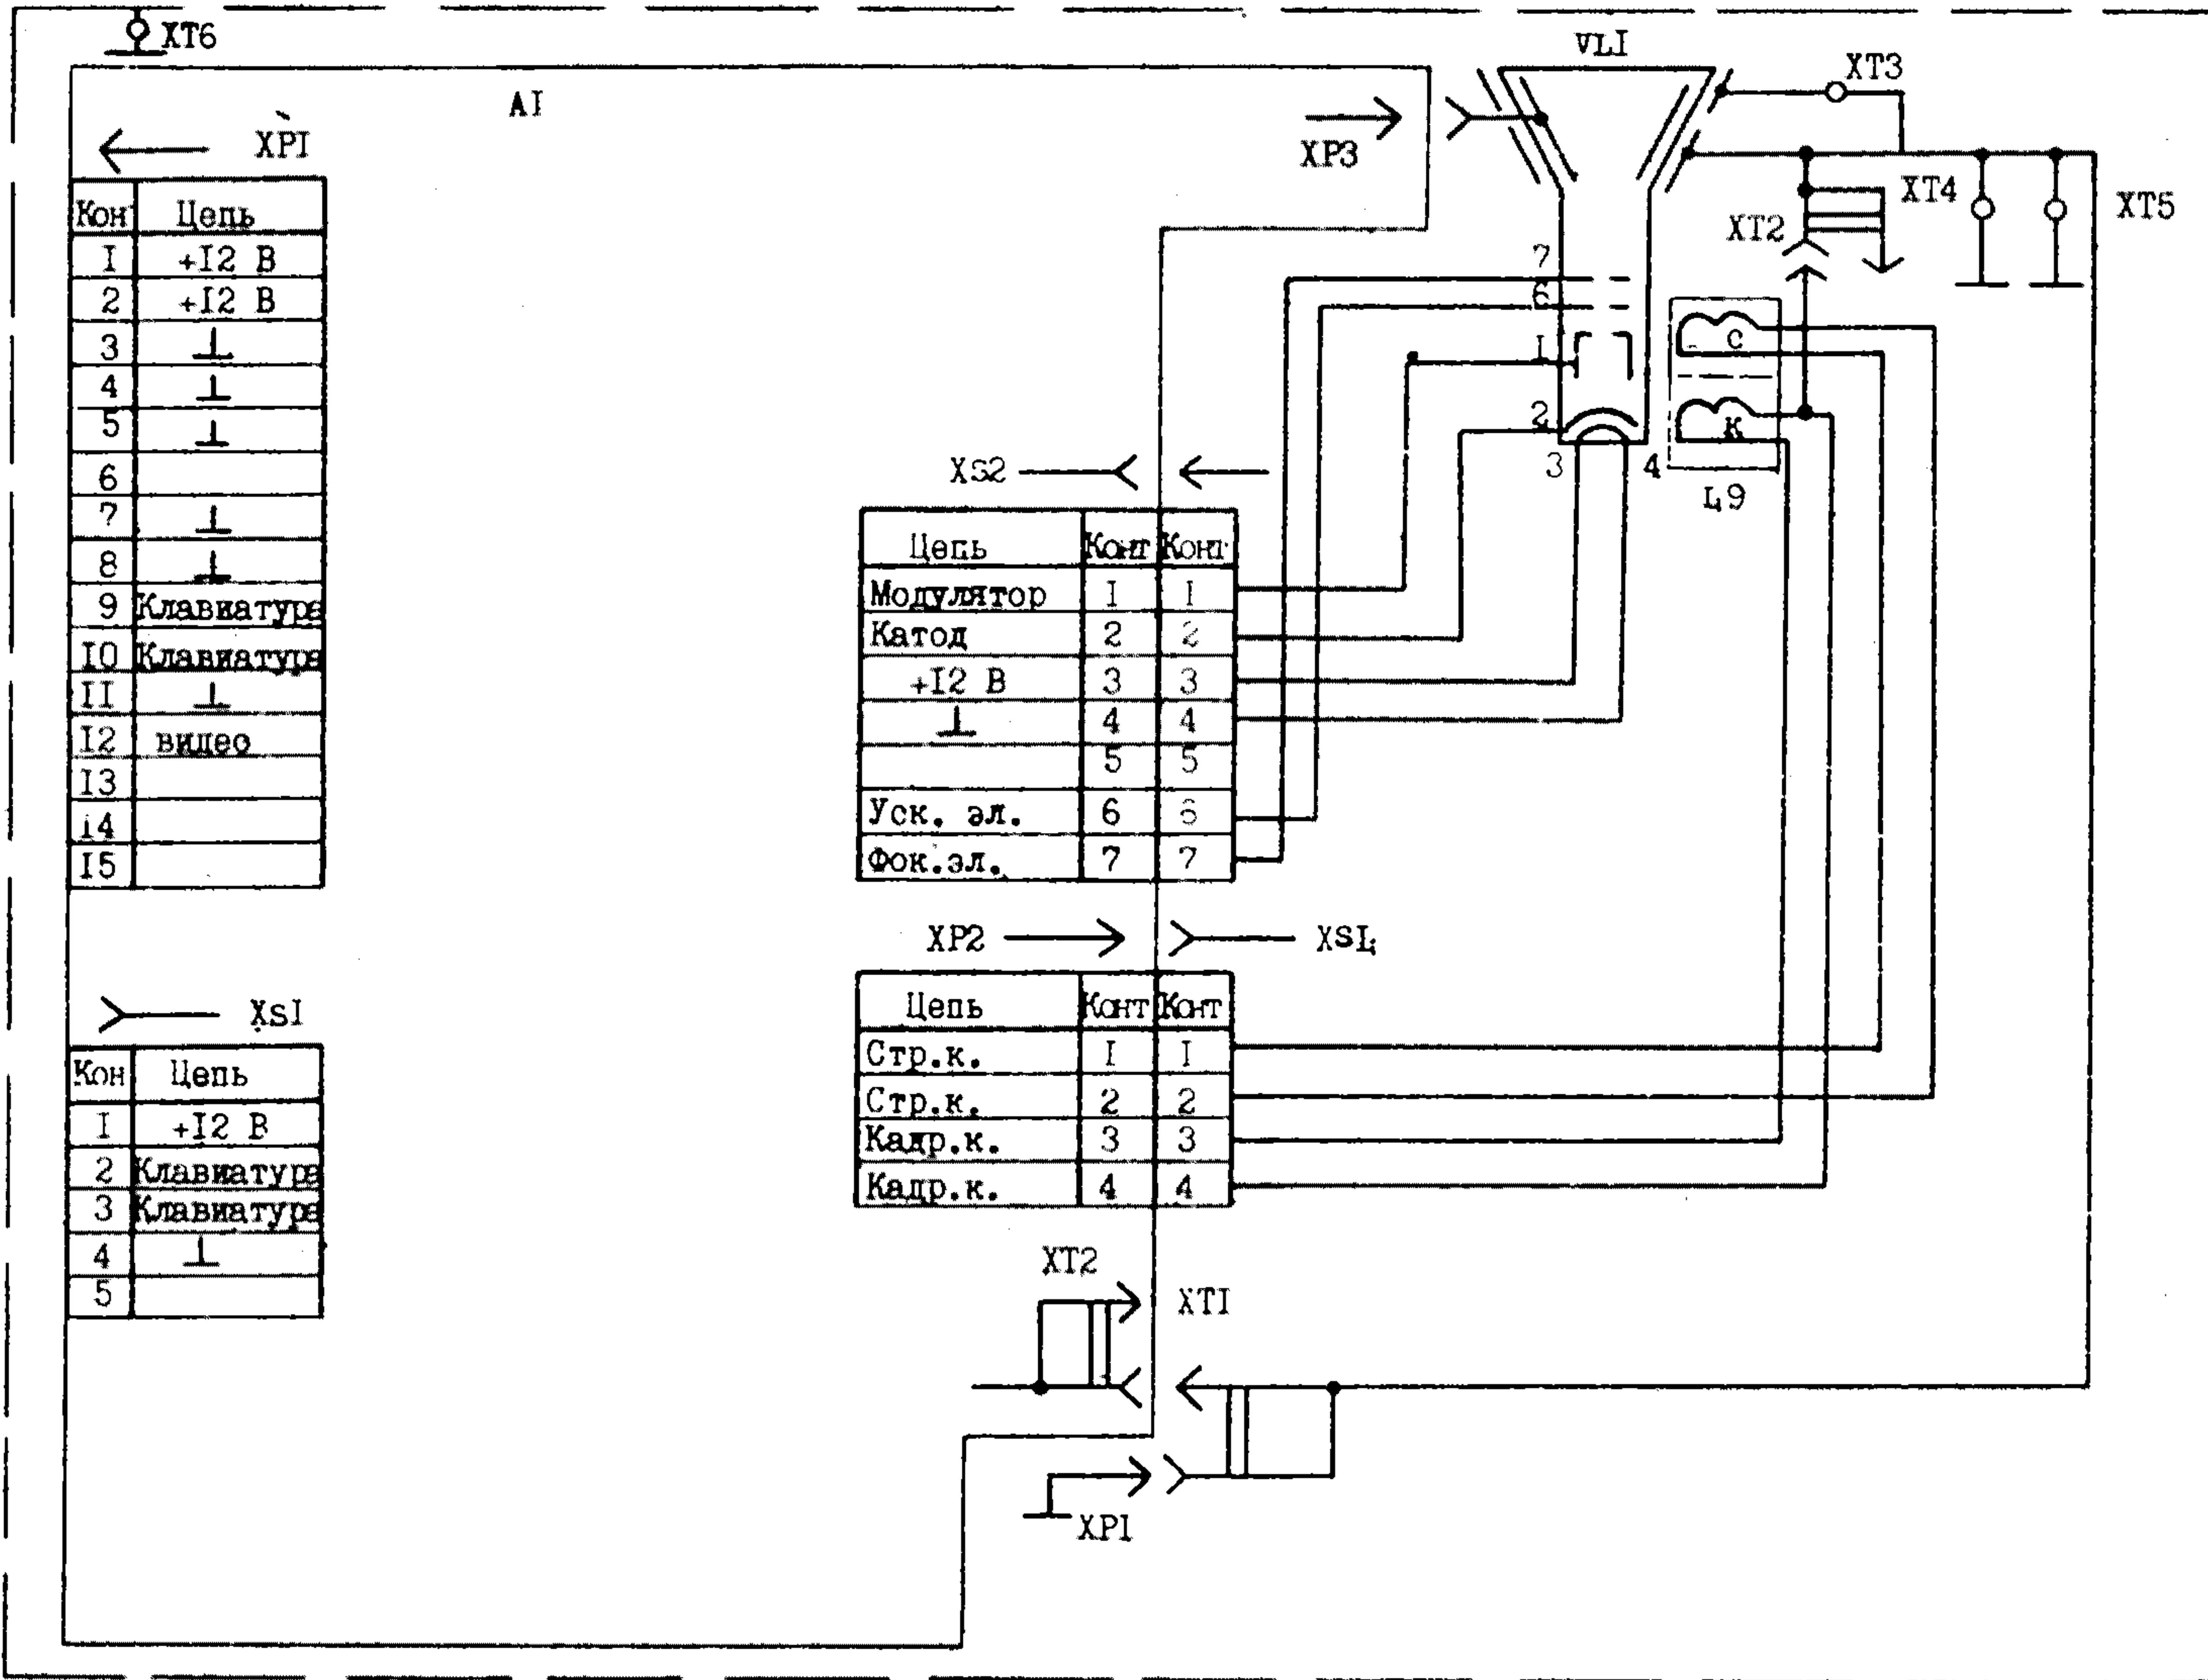 XT6
VLI
XT3
AI
XPI
XP3
XT4
XT5
XT2
Кон Цепь
I +I2 В
2 +I2 В
3 ⊥
4 ⊥
5 ⊥
6
7 ⊥
8 ⊥
9 Клавиатура
IO Клавиатура
II ⊥
I2 видео
I3
I4
I5
7
6
I
2
3 4
С
К
L9
XS2
Цепь Конт Конт
Модулятор I I
Катод 2 2
+I2 В 3 3
⊥ 4 4
5 5
Уск. эл. 6 6
Фок.эл. 7 7
XP2 XSL
Цепь Конт Конт
Стр.к. I I
Стр.к. 2 2
Кадр.к. 3 3
Кадр.к. 4 4
XSI
Кон Цепь
I +I2 В
2 Клавиатура
3 Клавиатура
4 ⊥
5
XT2
XTI
XPI